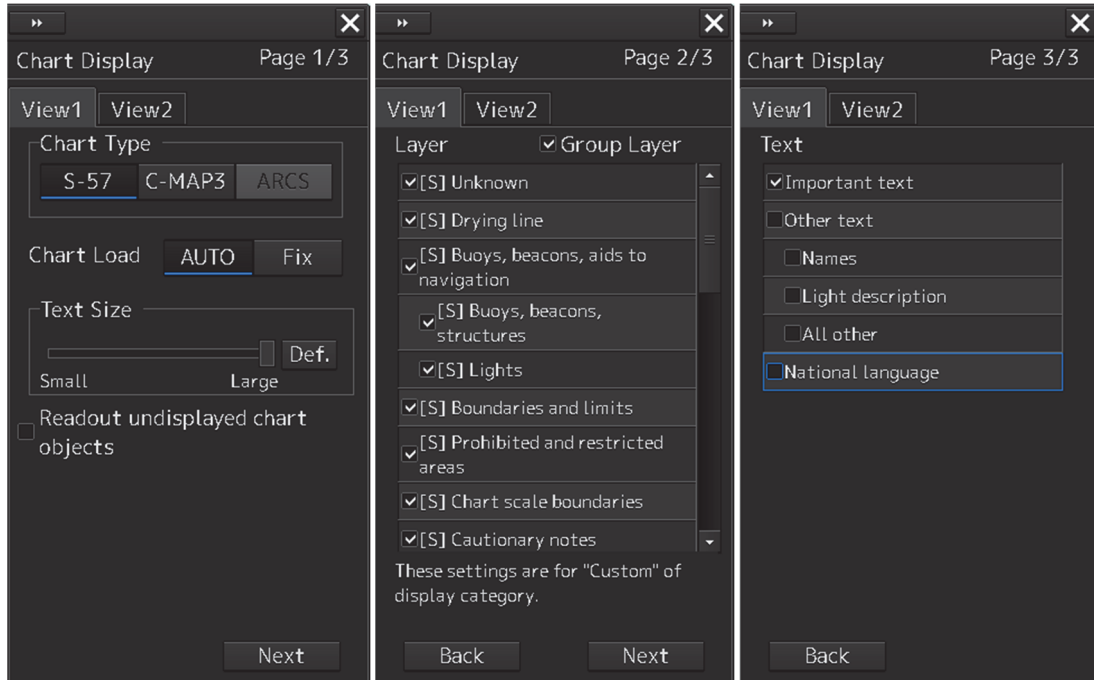 Chart Display Page 1/3
View1 View2
Chart Type
S-57 C-MAP3 ARCS
Chart Load AUTO Fix
Text Size
Def.
Small Large
Readout undisplayed chart
objects
Next
Chart Display Page 2/3
View1 View2
Layer Group Layer
[S] Unknown
[S] Drying line
[S] Buoys, beacons, aids to
navigation
[S] Buoys, beacons,
structures
[S] Lights
[S] Boundaries and limits
[S] Prohibited and restricted
areas
[S] Chart scale boundaries
[S] Cautionary notes
These settings are for "Custom" of
display category.
Back Next
Chart Display Page 3/3
View1 View2
Text
Important text
Other text
Names
Light description
All other
National language
Back